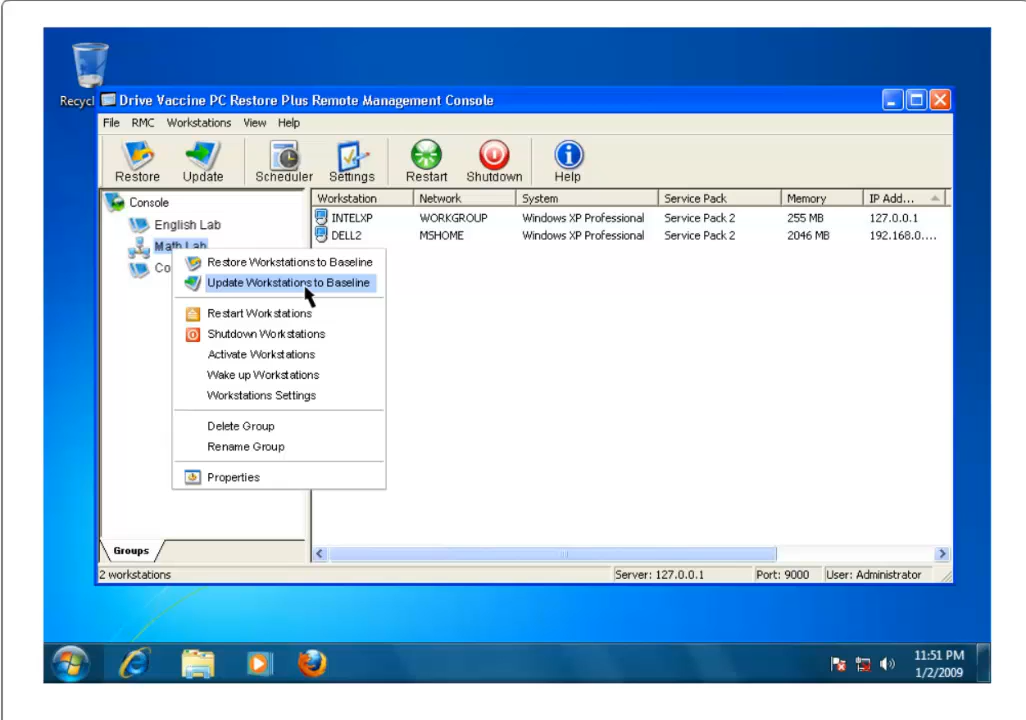 Recycl
Drive Vaccine PC Restore Plus Remote Management Console
File RMC Workstations View Help
Restore Update Scheduler Settings Restart Shutdown Help
Console
Workstation Network System Service Pack Memory IP Add...
English Lab
INTELXP WORKGROUP Windows XP Professional Service Pack 2 255 MB 127.0.0.1
Math Lab
DELL2 MSHOME Windows XP Professional Service Pack 2 2046 MB 192.168.0....
Co
Restore Workstations to Baseline
Update Workstations to Baseline
Restart Workstations
Shutdown Workstations
Activate Workstations
Wake up Workstations
Workstations Settings
Delete Group
Rename Group
Properties
Groups
2 workstations Server: 127.0.0.1 Port: 9000 User: Administrator
11:51 PM
1/2/2009